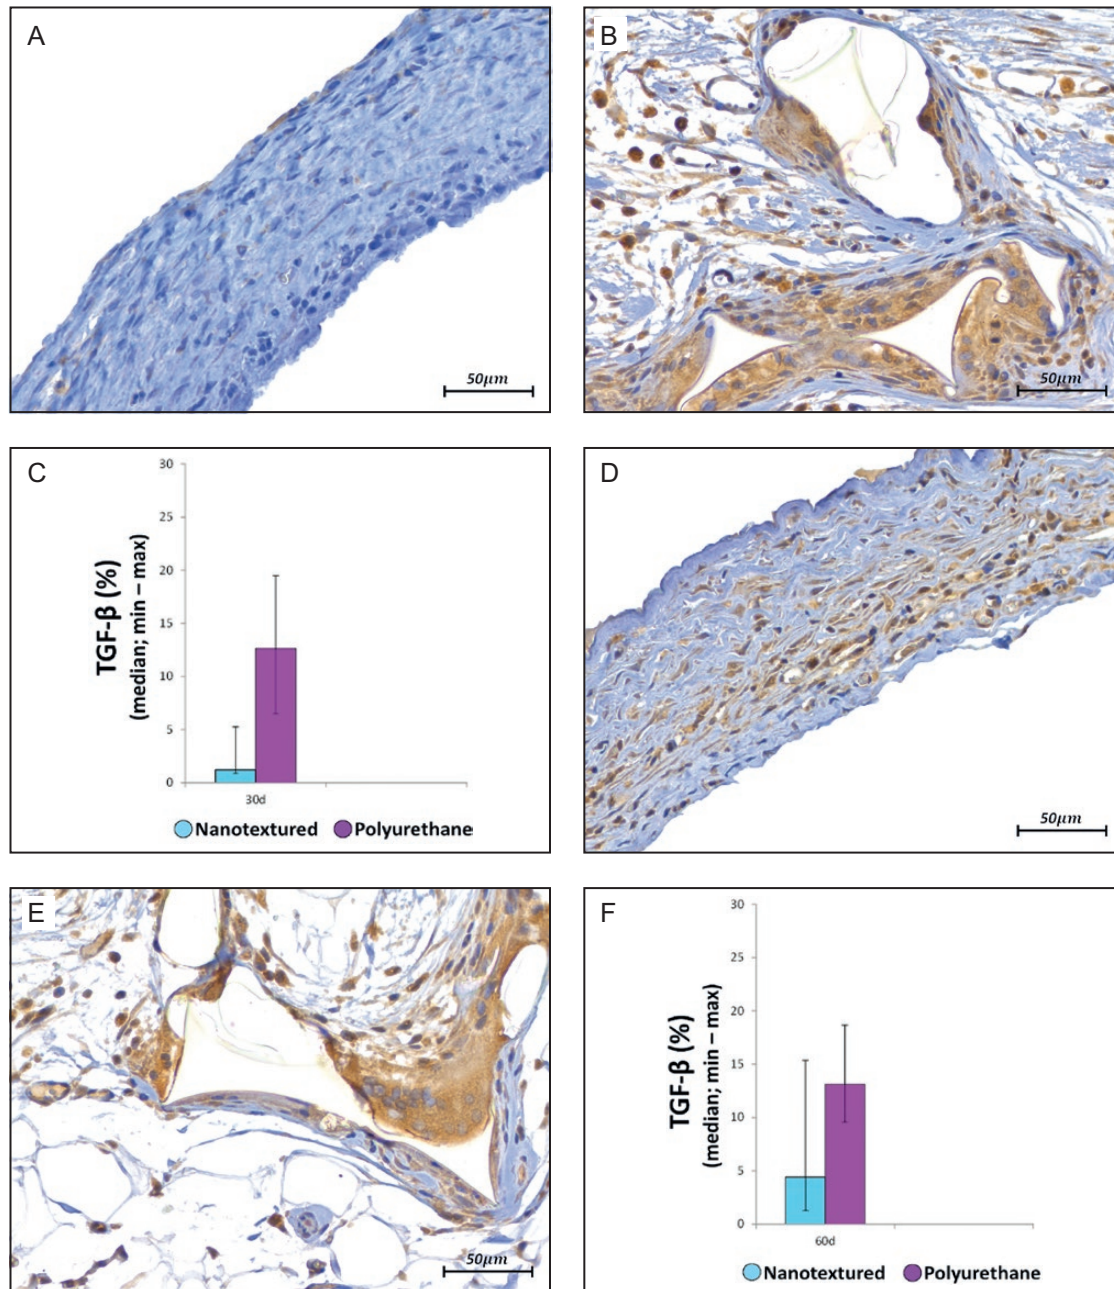 A
50μm
B
50μm
C
TGF-β (%)
(median; min – max)
30
25
20
15
10
5
0
30d
Nanotextured Polyurethane
D
50μm
E
50μm
F
TGF-β (%)
(median; min – max)
30
25
20
15
10
5
0
60d
Nanotextured Polyurethane